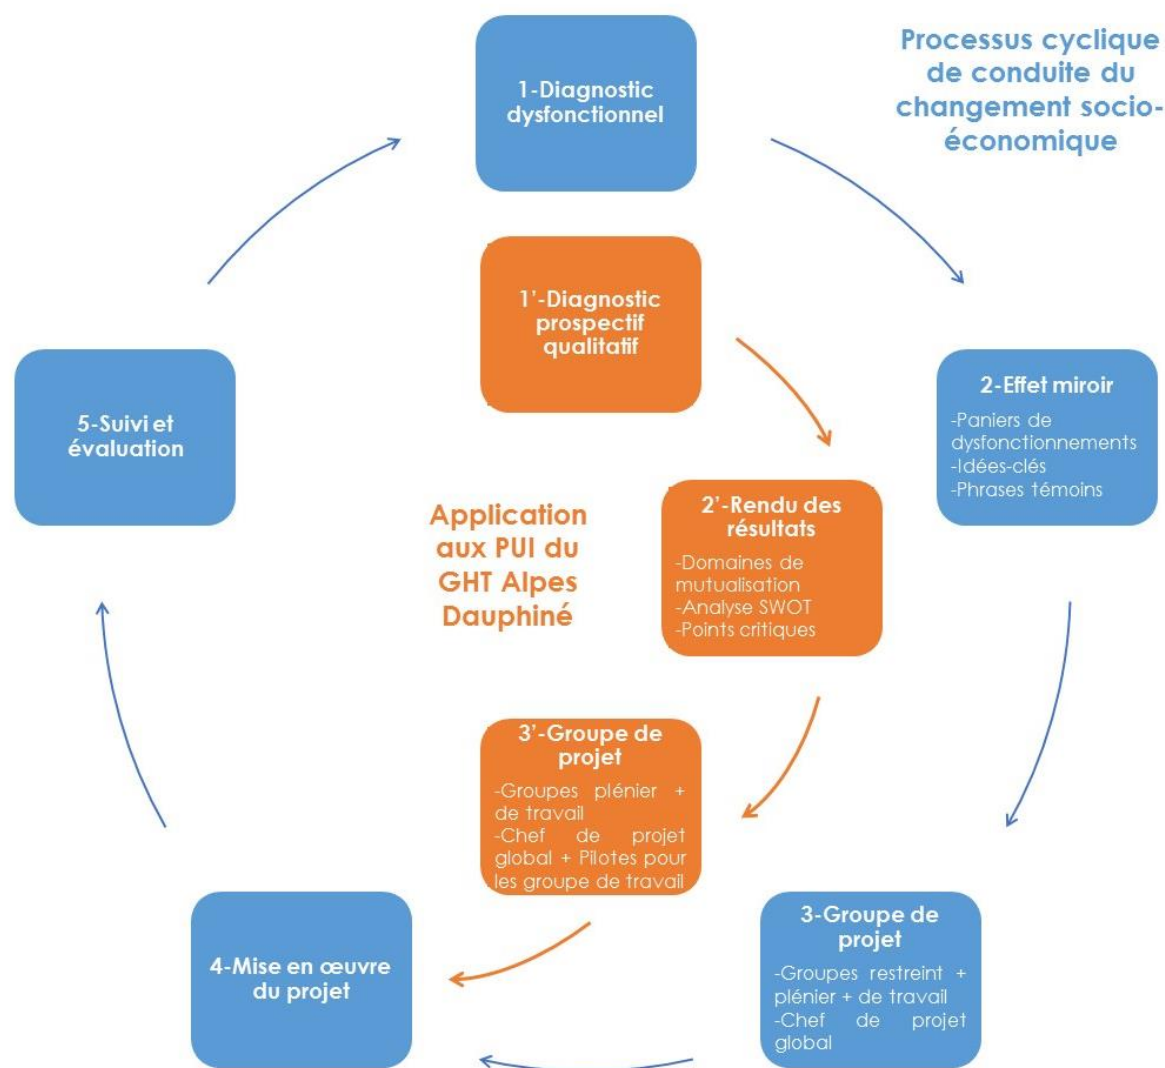 Processus cyclique
de conduite du
changement socio-
économique
1-Diagnostic
dysfonctionnel
1'-Diagnostic
prospectif
qualitatif
2-Effet miroir
-Paniers de
dysfonctionnements
-Idées-clés
-Phrases témoins
5-Suivi et
évaluation
Application
aux PUI du
GHT Alpes
Dauphiné
2'-Rendu des
résultats
-Domaines de
mutualisation
-Analyse SWOT
-Points critiques
3'-Groupe de
projet
-Groupes plénier +
de travail
-Chef de projet
global + Pilotes pour
les groupe de travail
3-Groupe de
projet
-Groupes restreint +
plénier + de travail
-Chef de projet
global
4-Mise en œuvre
du projet